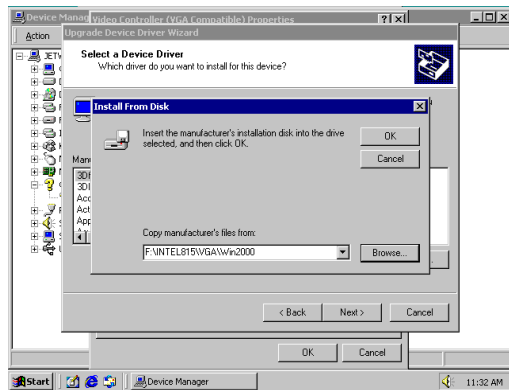 Device Manag
Video Controller (VGA Compatible) Properties
Action
Upgrade Device Driver Wizard
Select a Device Driver
Which driver do you want to install for this device?
JETW
Install From Disk
Insert the manufacturer's installation disk into the drive
selected, and then click OK.
OK
Cancel
Manu
3Df
3Dl
Acc
Act
App
Copy manufacturer's files from:
F:\INTEL815\VGA\Win2000
Browse...
< Back
Next >
Cancel
OK
Cancel
Start
Device Manager
11:32 AM